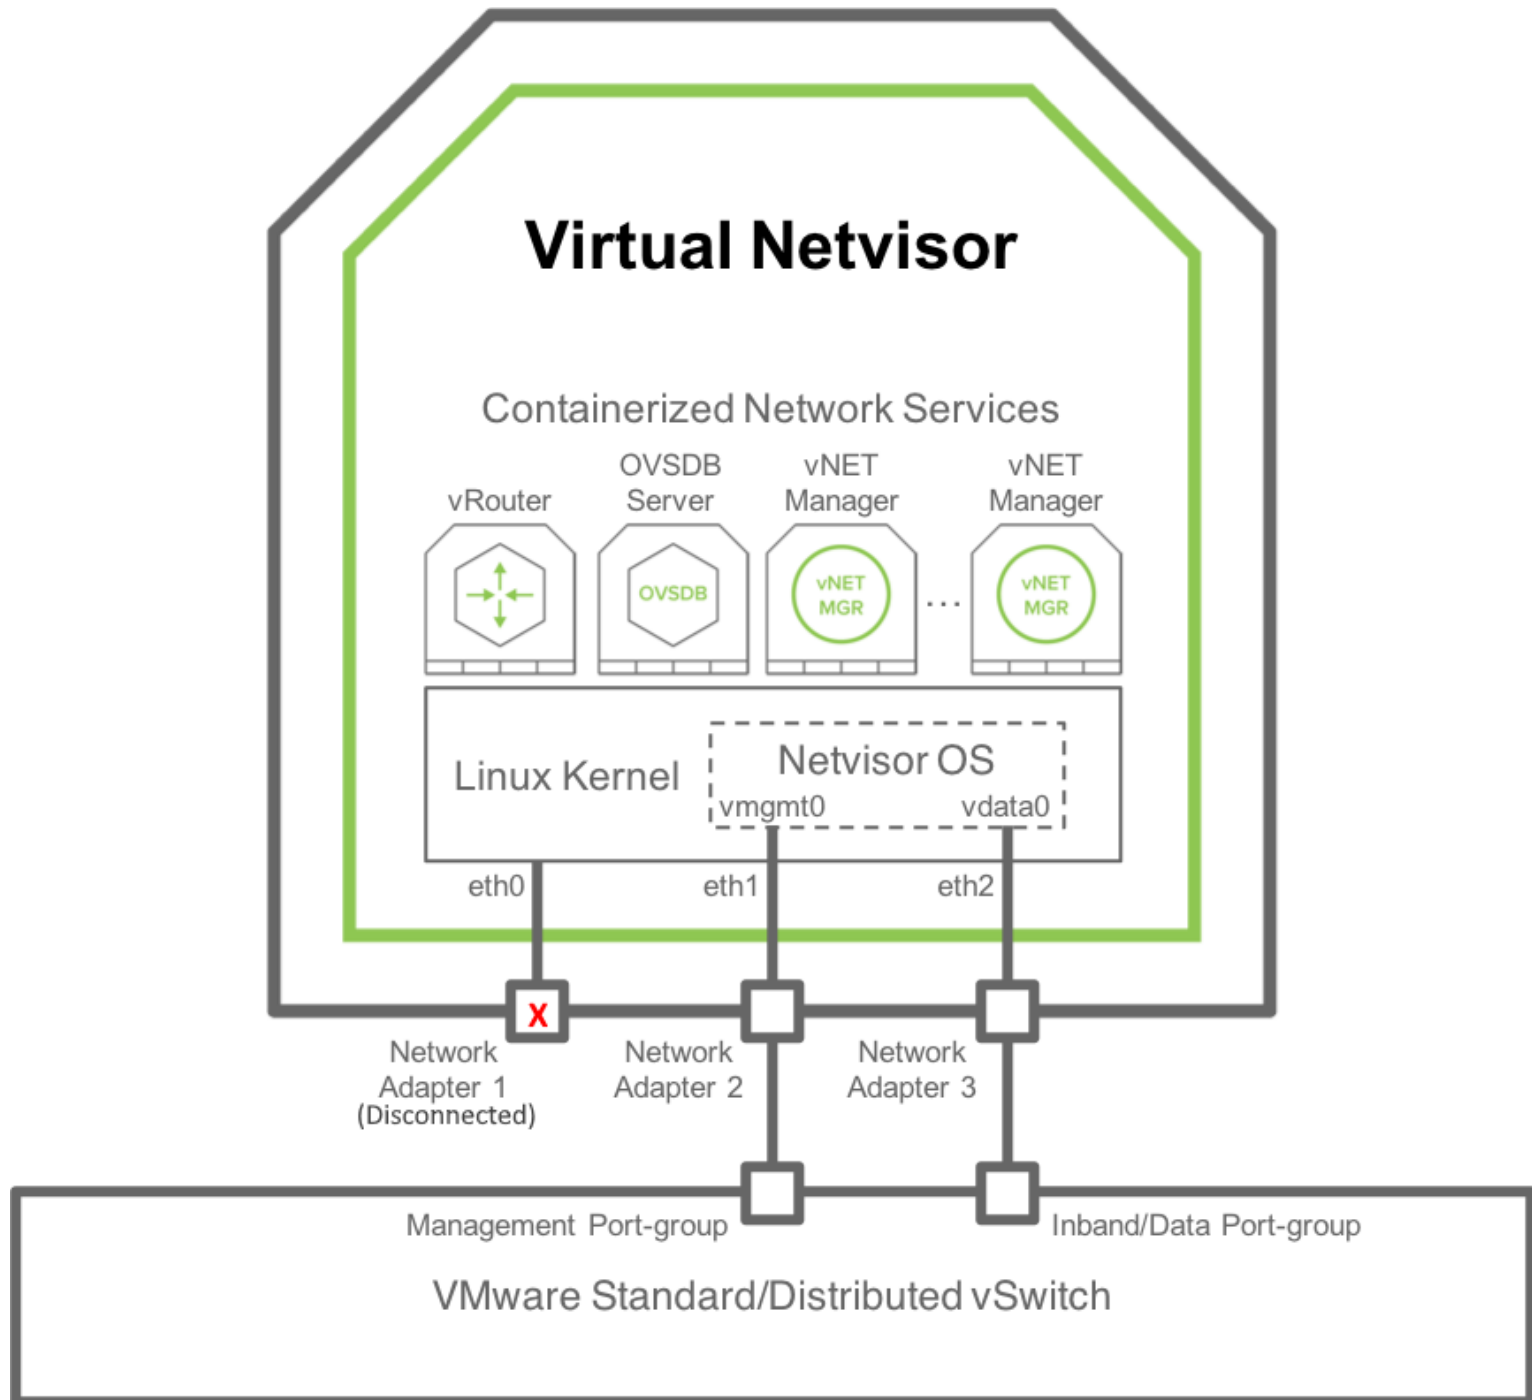 Virtual Netvisor
Containerized Network Services
vRouter
OVSDB
Server
vNET
Manager
vNET
Manager
OVSDB
vNET
MGR
...
vNET
MGR
Linux Kernel
Netvisor OS
vmgmt0
vdata0
eth0
eth1
eth2
X
Network
Adapter 1
(Disconnected)
Network
Adapter 2
Network
Adapter 3
Management Port-group
Inband/Data Port-group
VMware Standard/Distributed vSwitch